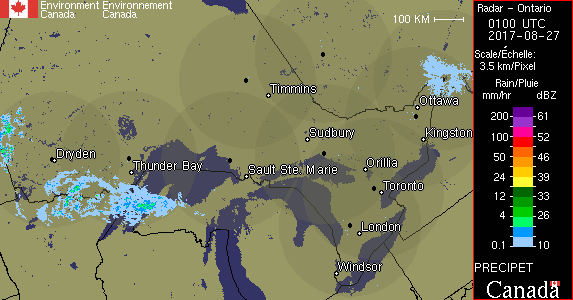 Environment Environnement
Canada Canada
100 KM
Timmins
Ottawa
Sudbury
Kingston
Dryden
Thunder Bay
Sault Ste. Marie
Orillia
Toronto
London
Windsor
Radar - Ontario
0100 UTC
2017-08-27
Scale/Échelle:
3.5 km/Pixel
Rain/Pluie
mm/hr dBZ
200 61
100 52
50 46
24 39
12 33
4 26
0.1 10
PRECIPET
Canada